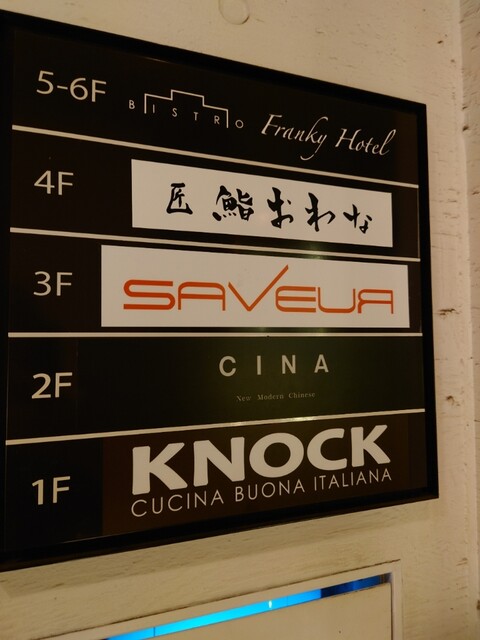 5-6F BISTRO Franky Hotel
4F 匠 鮨 おわな
3F SAVEUR
2F CINA
New Modern Chinese
1F KNOCK
CUCINA BUONA ITALIANA